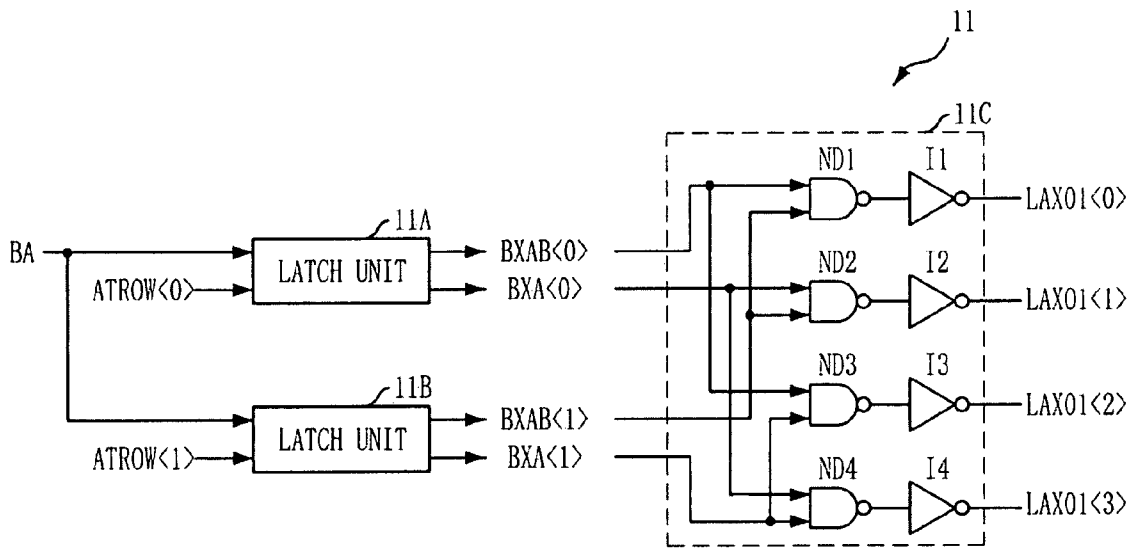 11
11C
ND1
I1
LAX01<0>
11A
BA
LATCH UNIT
BXAB<0>
ATROW<0>
BXA<0>
ND2
I2
LAX01<1>
ND3
I3
LAX01<2>
11B
LATCH UNIT
BXAB<1>
ATROW<1>
BXA<1>
ND4
I4
LAX01<3>